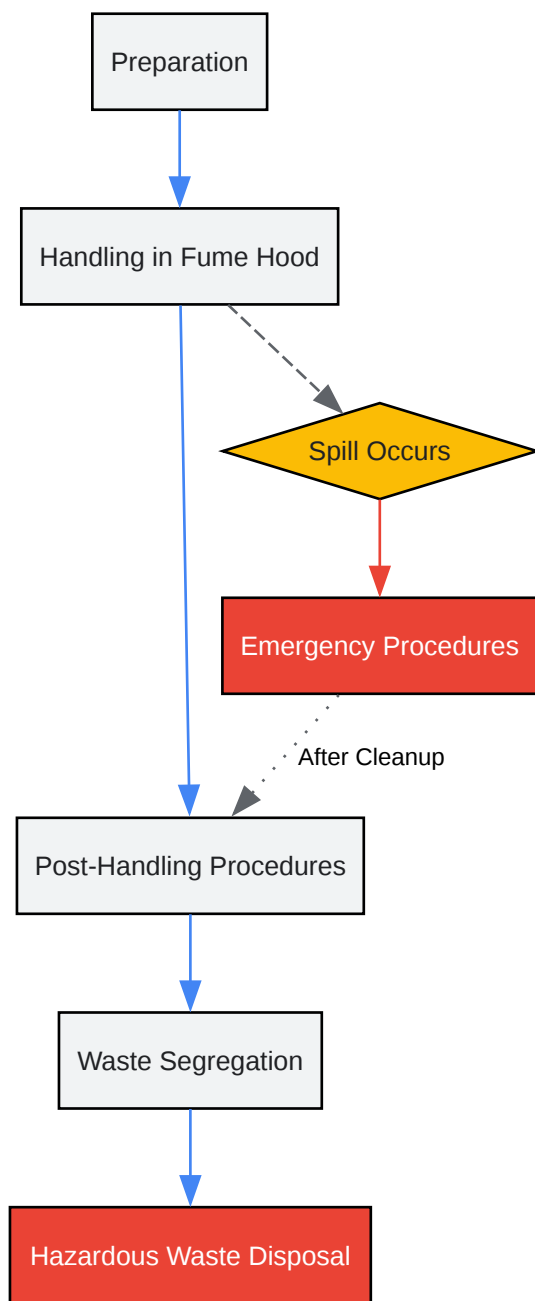 Preparation
Handling in Fume Hood
Spill Occurs
Emergency Procedures
After Cleanup
Post-Handling Procedures
Waste Segregation
Hazardous Waste Disposal